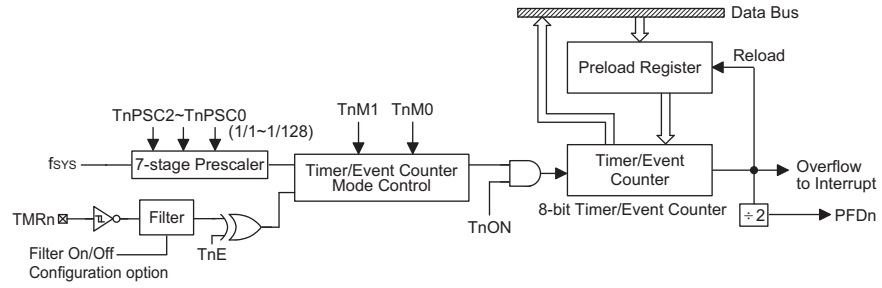 Data Bus
Preload Register
Reload
TnPSC2~TnPSC0
(1/1~1/128)
TnM1
TnM0
fSYS
7-stage Prescaler
Timer/Event Counter
Mode Control
Timer/Event
Counter
Overflow
to Interrupt
8-bit Timer/Event Counter
TMRn
Filter
TnON
÷2
PFDn
TnE
Filter On/Off
Configuration option